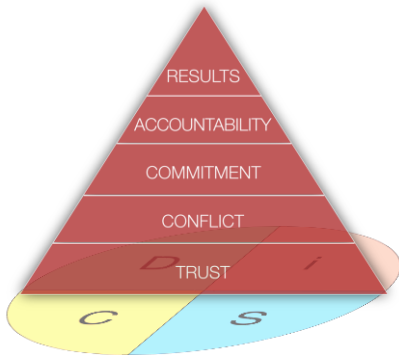 RESULTS
ACCOUNTABILITY
COMMITMENT
CONFLICT
D i
TRUST
C S